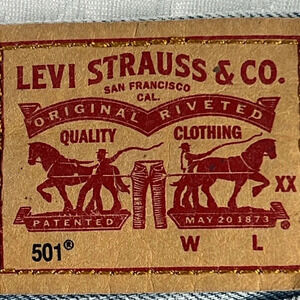 LEVI STRAUSS & CO.
SAN FRANCISCO
CAL.
ORIGINAL RIVETED
QUALITY CLOTHING
XX
PATENTED MAY 20 1873
501® W L